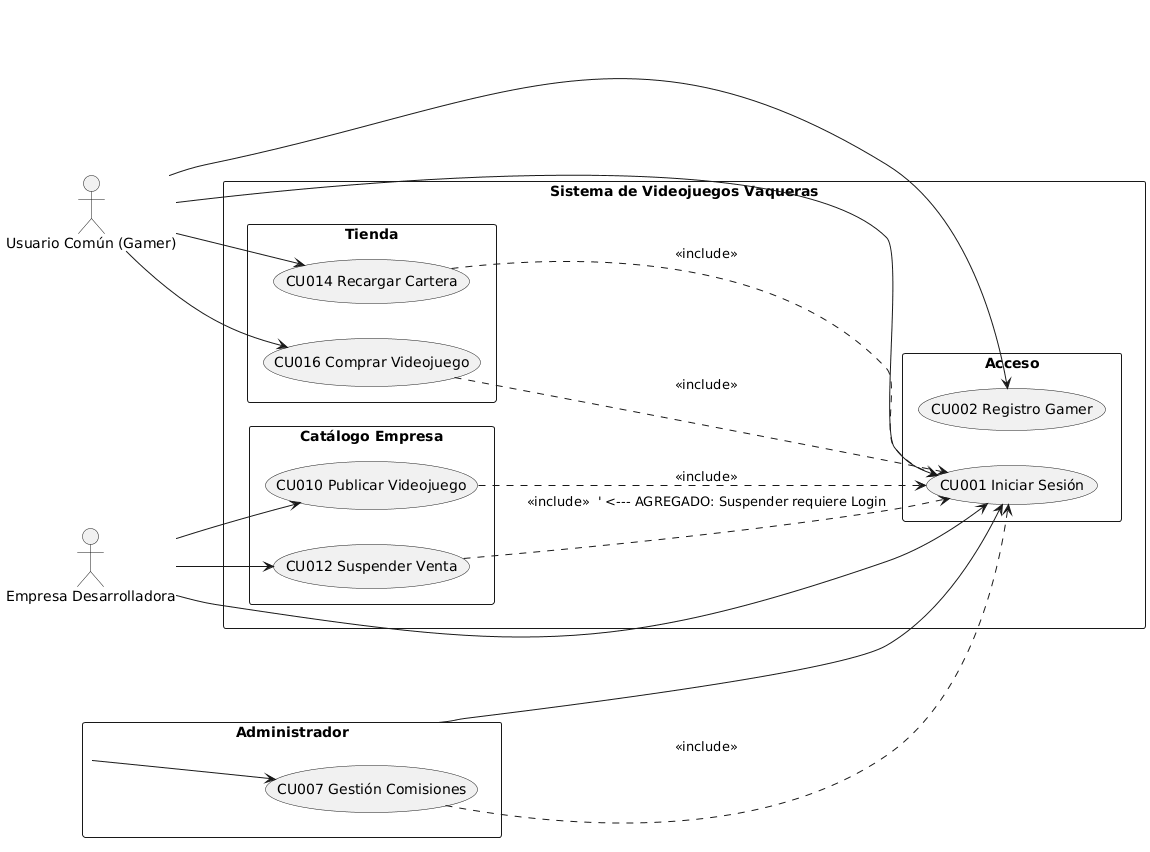 Sistema de Videojuegos Vaqueras
Tienda
Usuario Común (Gamer)
«include»
CU014 Recargar Cartera
CU016 Comprar Videojuego
Acceso
«include»
CU002 Registro Gamer
Catálogo Empresa
«include»
CU010 Publicar Videojuego
CU001 Iniciar Sesión
«include» ' <--- AGREGADO: Suspender requiere Login
CU012 Suspender Venta
Empresa Desarrolladora
Administrador
«include»
CU007 Gestión Comisiones